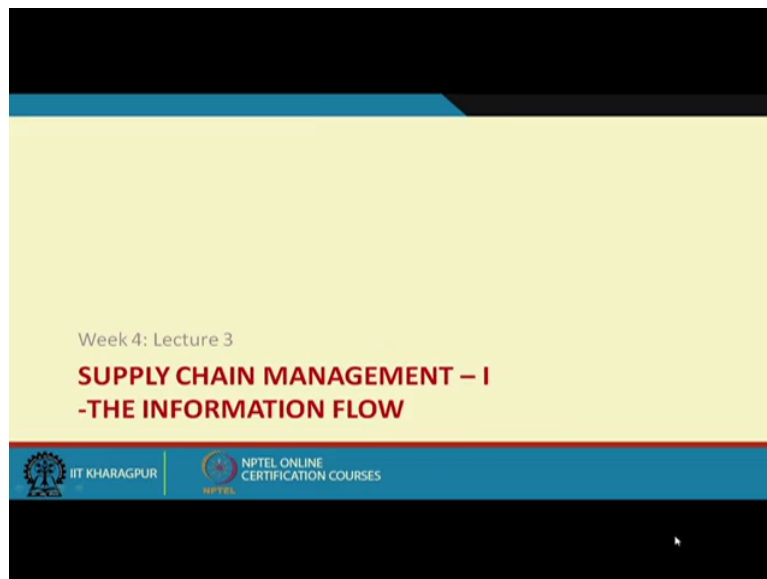 Week 4: Lecture 3
SUPPLY CHAIN MANAGEMENT – I
-THE INFORMATION FLOW
IIT KHARAGPUR
NPTEL ONLINE
CERTIFICATION COURSES
NPTEL